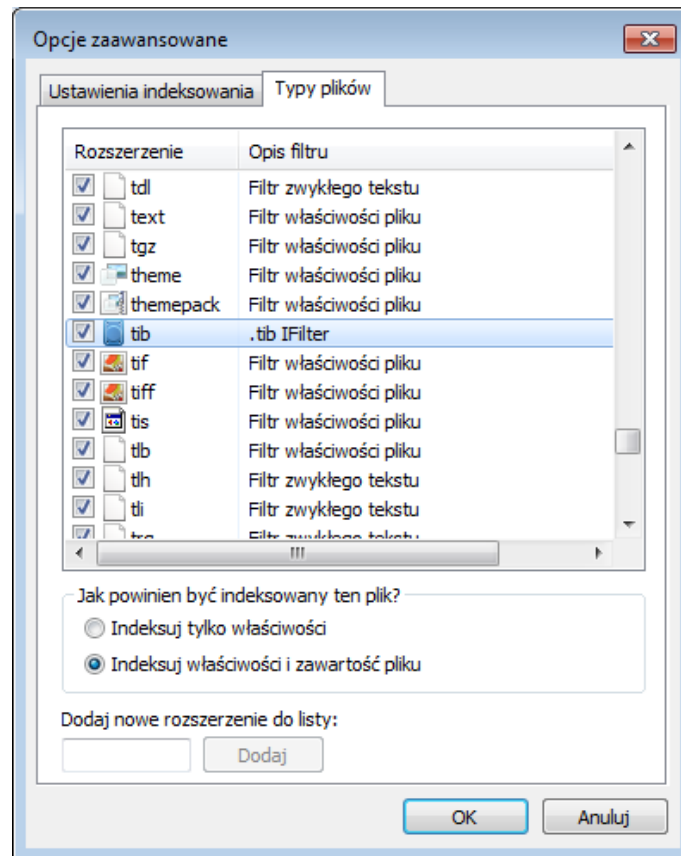 Opcje zaawansowane
Ustawienia indeksowania Typy plików
Rozszerzenie Opis filtru
tdl Filtr zwykłego tekstu
text Filtr właściwości pliku
tgz Filtr właściwości pliku
theme Filtr właściwości pliku
themepack Filtr właściwości pliku
tib .tib IFilter
tif Filtr właściwości pliku
tiff Filtr właściwości pliku
tis Filtr właściwości pliku
tlb Filtr właściwości pliku
tlh Filtr zwykłego tekstu
tli Filtr zwykłego tekstu
Filtr zwykłego tekstu
Jak powinien być indeksowany ten plik?
Indeksuj tylko właściwości
Indeksuj właściwości i zawartość pliku
Dodaj nowe rozszerzenie do listy:
Dodaj
OK Anuluj